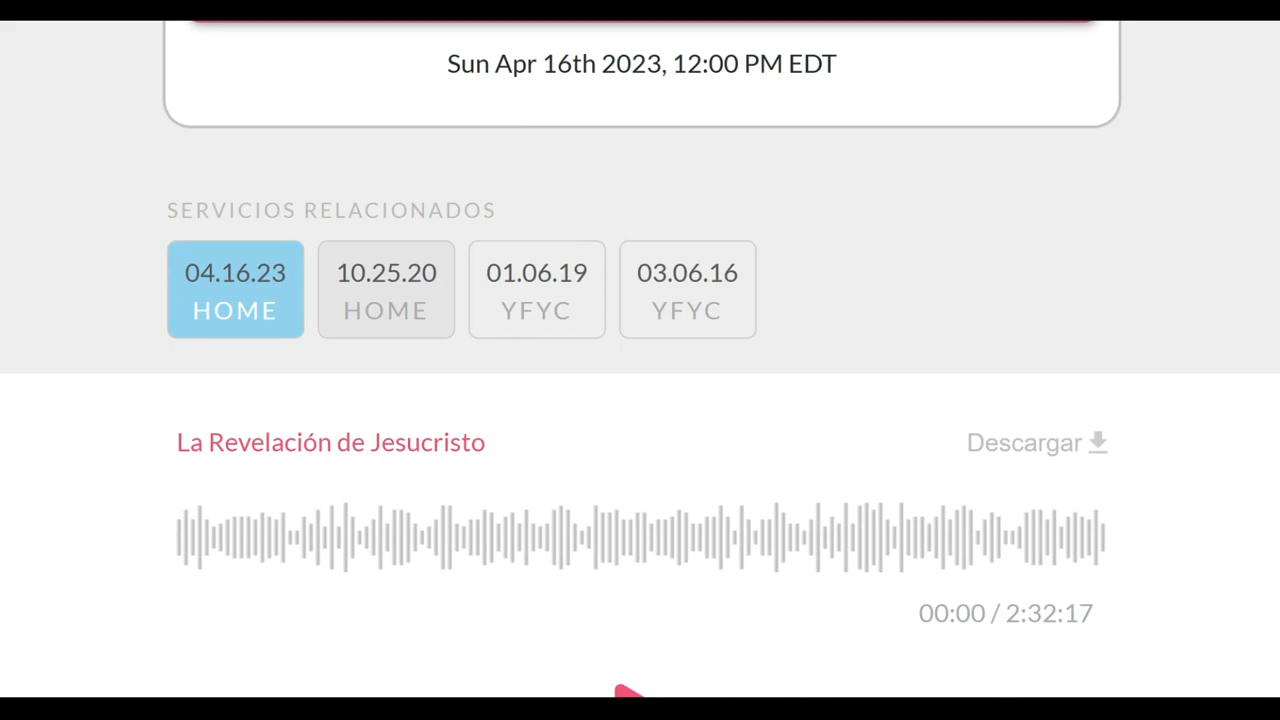 Sun Apr 16th 2023, 12:00 PM EDT
SERVICIOS RELACIONADOS
04.16.23 10.25.20 01.06.19 03.06.16
HOME HOME YFYC YFYC
La Revelación de Jesucristo Descargar
00:00 / 2:32:17